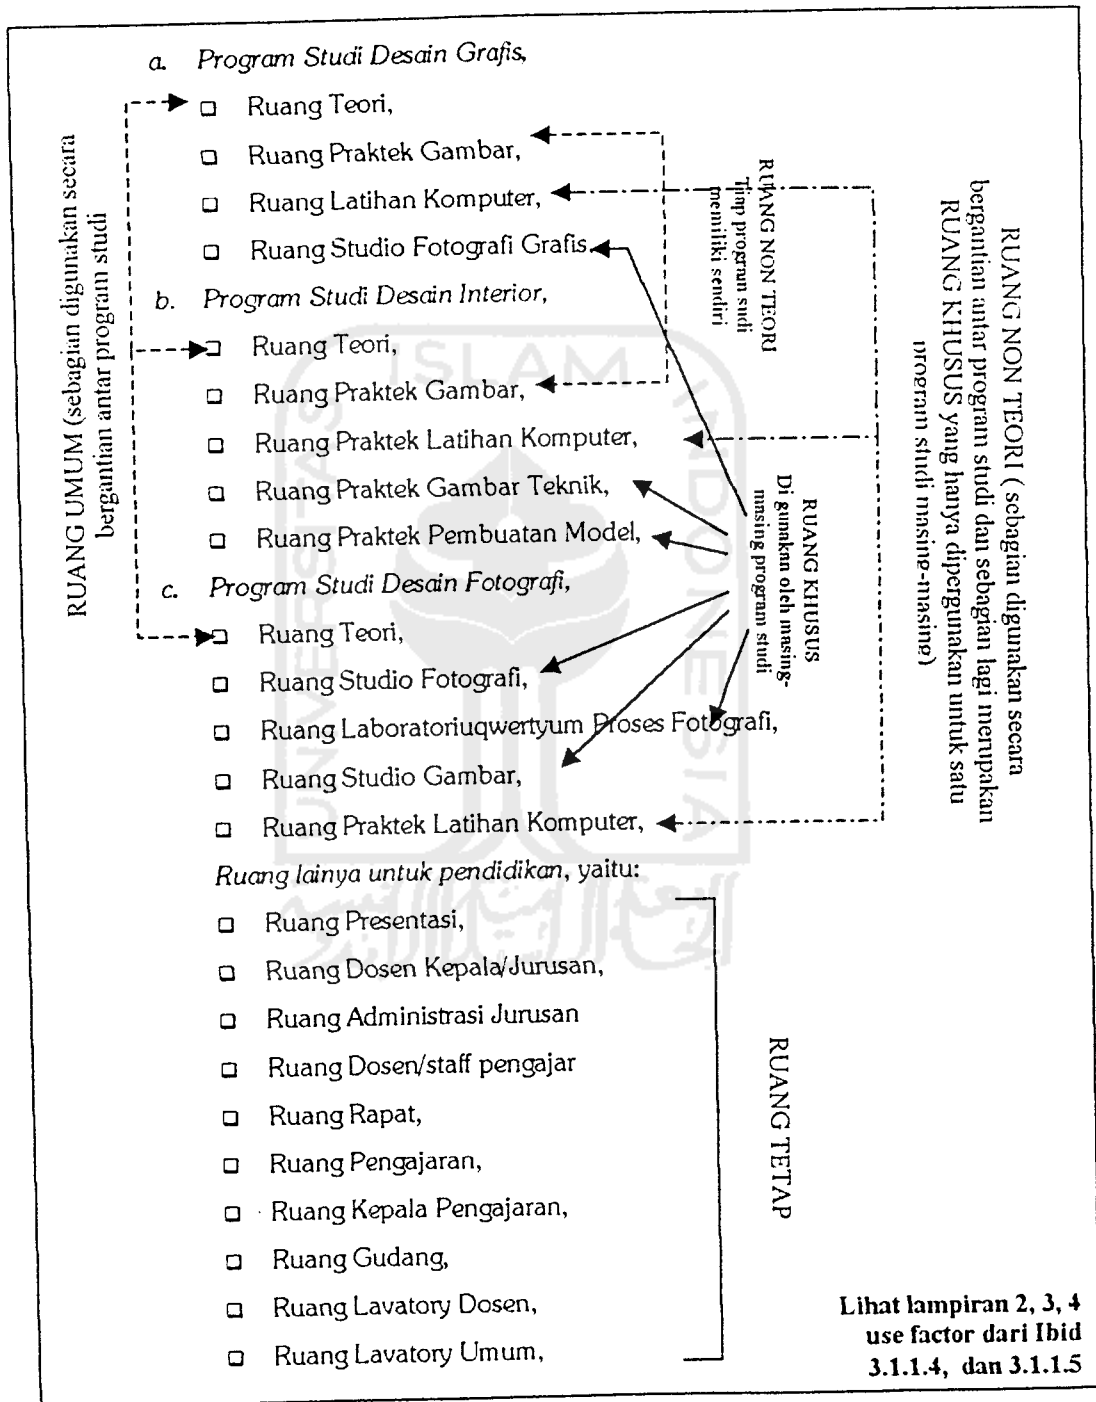 a. Program Studi Desain Grafis,
❑ Ruang Teori,
❑ Ruang Praktek Gambar,
❑ Ruang Latihan Komputer,
❑ Ruang Studio Fotografi Grafis.
b. Program Studi Desain Interior,
❑ Ruang Teori,
❑ Ruang Praktek Gambar,
❑ Ruang Praktek Latihan Komputer,
❑ Ruang Praktek Gambar Teknik,
❑ Ruang Praktek Pembuatan Model,
c. Program Studi Desain Fotografi,
❑ Ruang Teori,
❑ Ruang Studio Fotografi,
❑ Ruang Laboratoriuqwertyum Proses Fotografi,
❑ Ruang Studio Gambar,
❑ Ruang Praktek Latihan Komputer,
Ruang lainya untuk pendidikan, yaitu:
❑ Ruang Presentasi,
❑ Ruang Dosen Kepala/Jurusan,
❑ Ruang Administrasi Jurusan
❑ Ruang Dosen/staff pengajar
❑ Ruang Rapat,
❑ Ruang Pengajaran,
❑ Ruang Kepala Pengajaran,
❑ Ruang Gudang,
❑ Ruang Lavatory Dosen,
❑ Ruang Lavatory Umum,
RUANG UMUM (sebagian digunakan secara
bergantian antar program studi
RUANG NON TEORI
Tiap program sudi
memiliki sendiri
RUANG KHUSUS
Di gunakan oleh masing-
masing program studi
RUANG NON TEORI ( sebagian digunakan secara
bergantian antar program studi dan sebagian lagi merupakan
RUANG KHUSUS yang hanya dipergunakan untuk satu
program studi masing-masing)
RUANG TETAP
Lihat lampiran 2, 3, 4
use factor dari Ibid
3.1.1.4, dan 3.1.1.5
UNIVERSITAS
ISLAM
INDONESIA